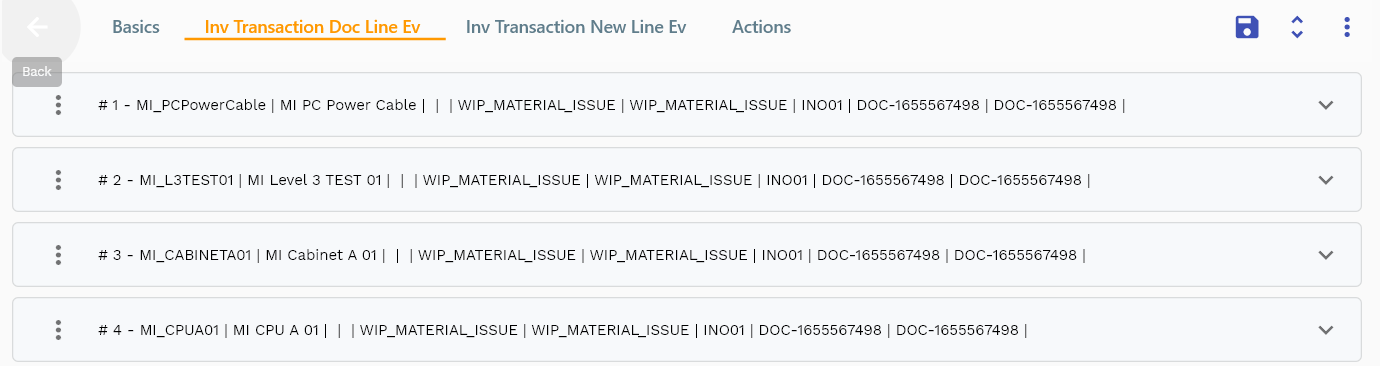 Basics Inv Transaction Doc Line Ev Inv Transaction New Line Ev Actions
Back
# 1 - MI_PCPowerCable | MI PC Power Cable | | | WIP_MATERIAL_ISSUE | WIP_MATERIAL_ISSUE | INO01 | DOC-1655567498 | DOC-1655567498 |
# 2 - MI_L3TEST01 | MI Level 3 TEST 01 | | | WIP_MATERIAL_ISSUE | WIP_MATERIAL_ISSUE | INO01 | DOC-1655567498 | DOC-1655567498 |
# 3 - MI_CABINETA01 | MI Cabinet A 01 | | | WIP_MATERIAL_ISSUE | WIP_MATERIAL_ISSUE | INO01 | DOC-1655567498 | DOC-1655567498 |
# 4 - MI_CPUA01 | MI CPU A 01 | | | WIP_MATERIAL_ISSUE | WIP_MATERIAL_ISSUE | INO01 | DOC-1655567498 | DOC-1655567498 |